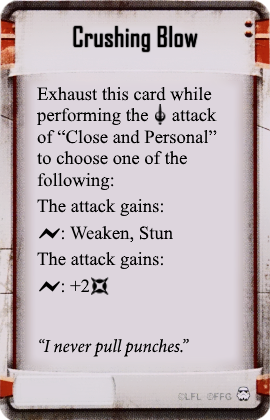 Crushing Blow
Exhaust this card while
performing the attack
of “Close and Personal”
to choose one of the
following:
The attack gains:
: Weaken, Stun
The attack gains:
: +2
“I never pull punches.”
©LFL ©FFG